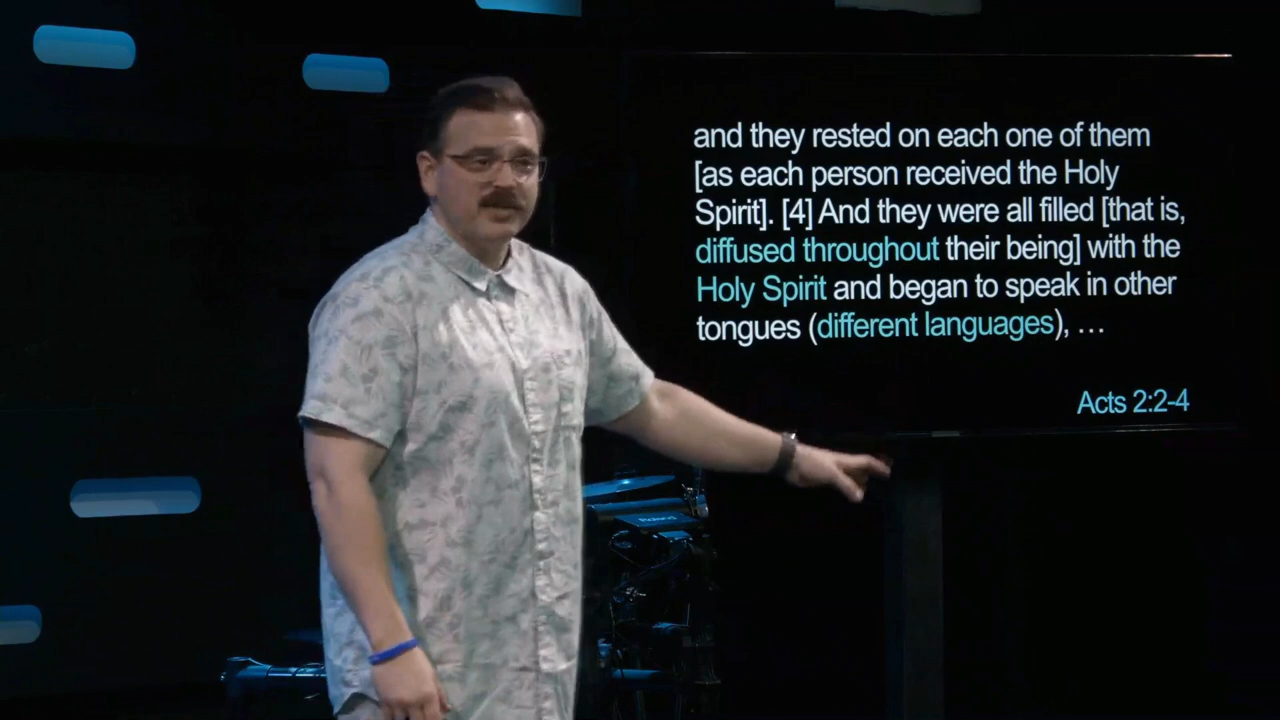 and they rested on each one of them
[as each person received the Holy
Spirit]. [4] And they were all filled [that is,
diffused throughout their being] with the
Holy Spirit and began to speak in other
tongues (different languages), …
Acts 2:2-4
Roland